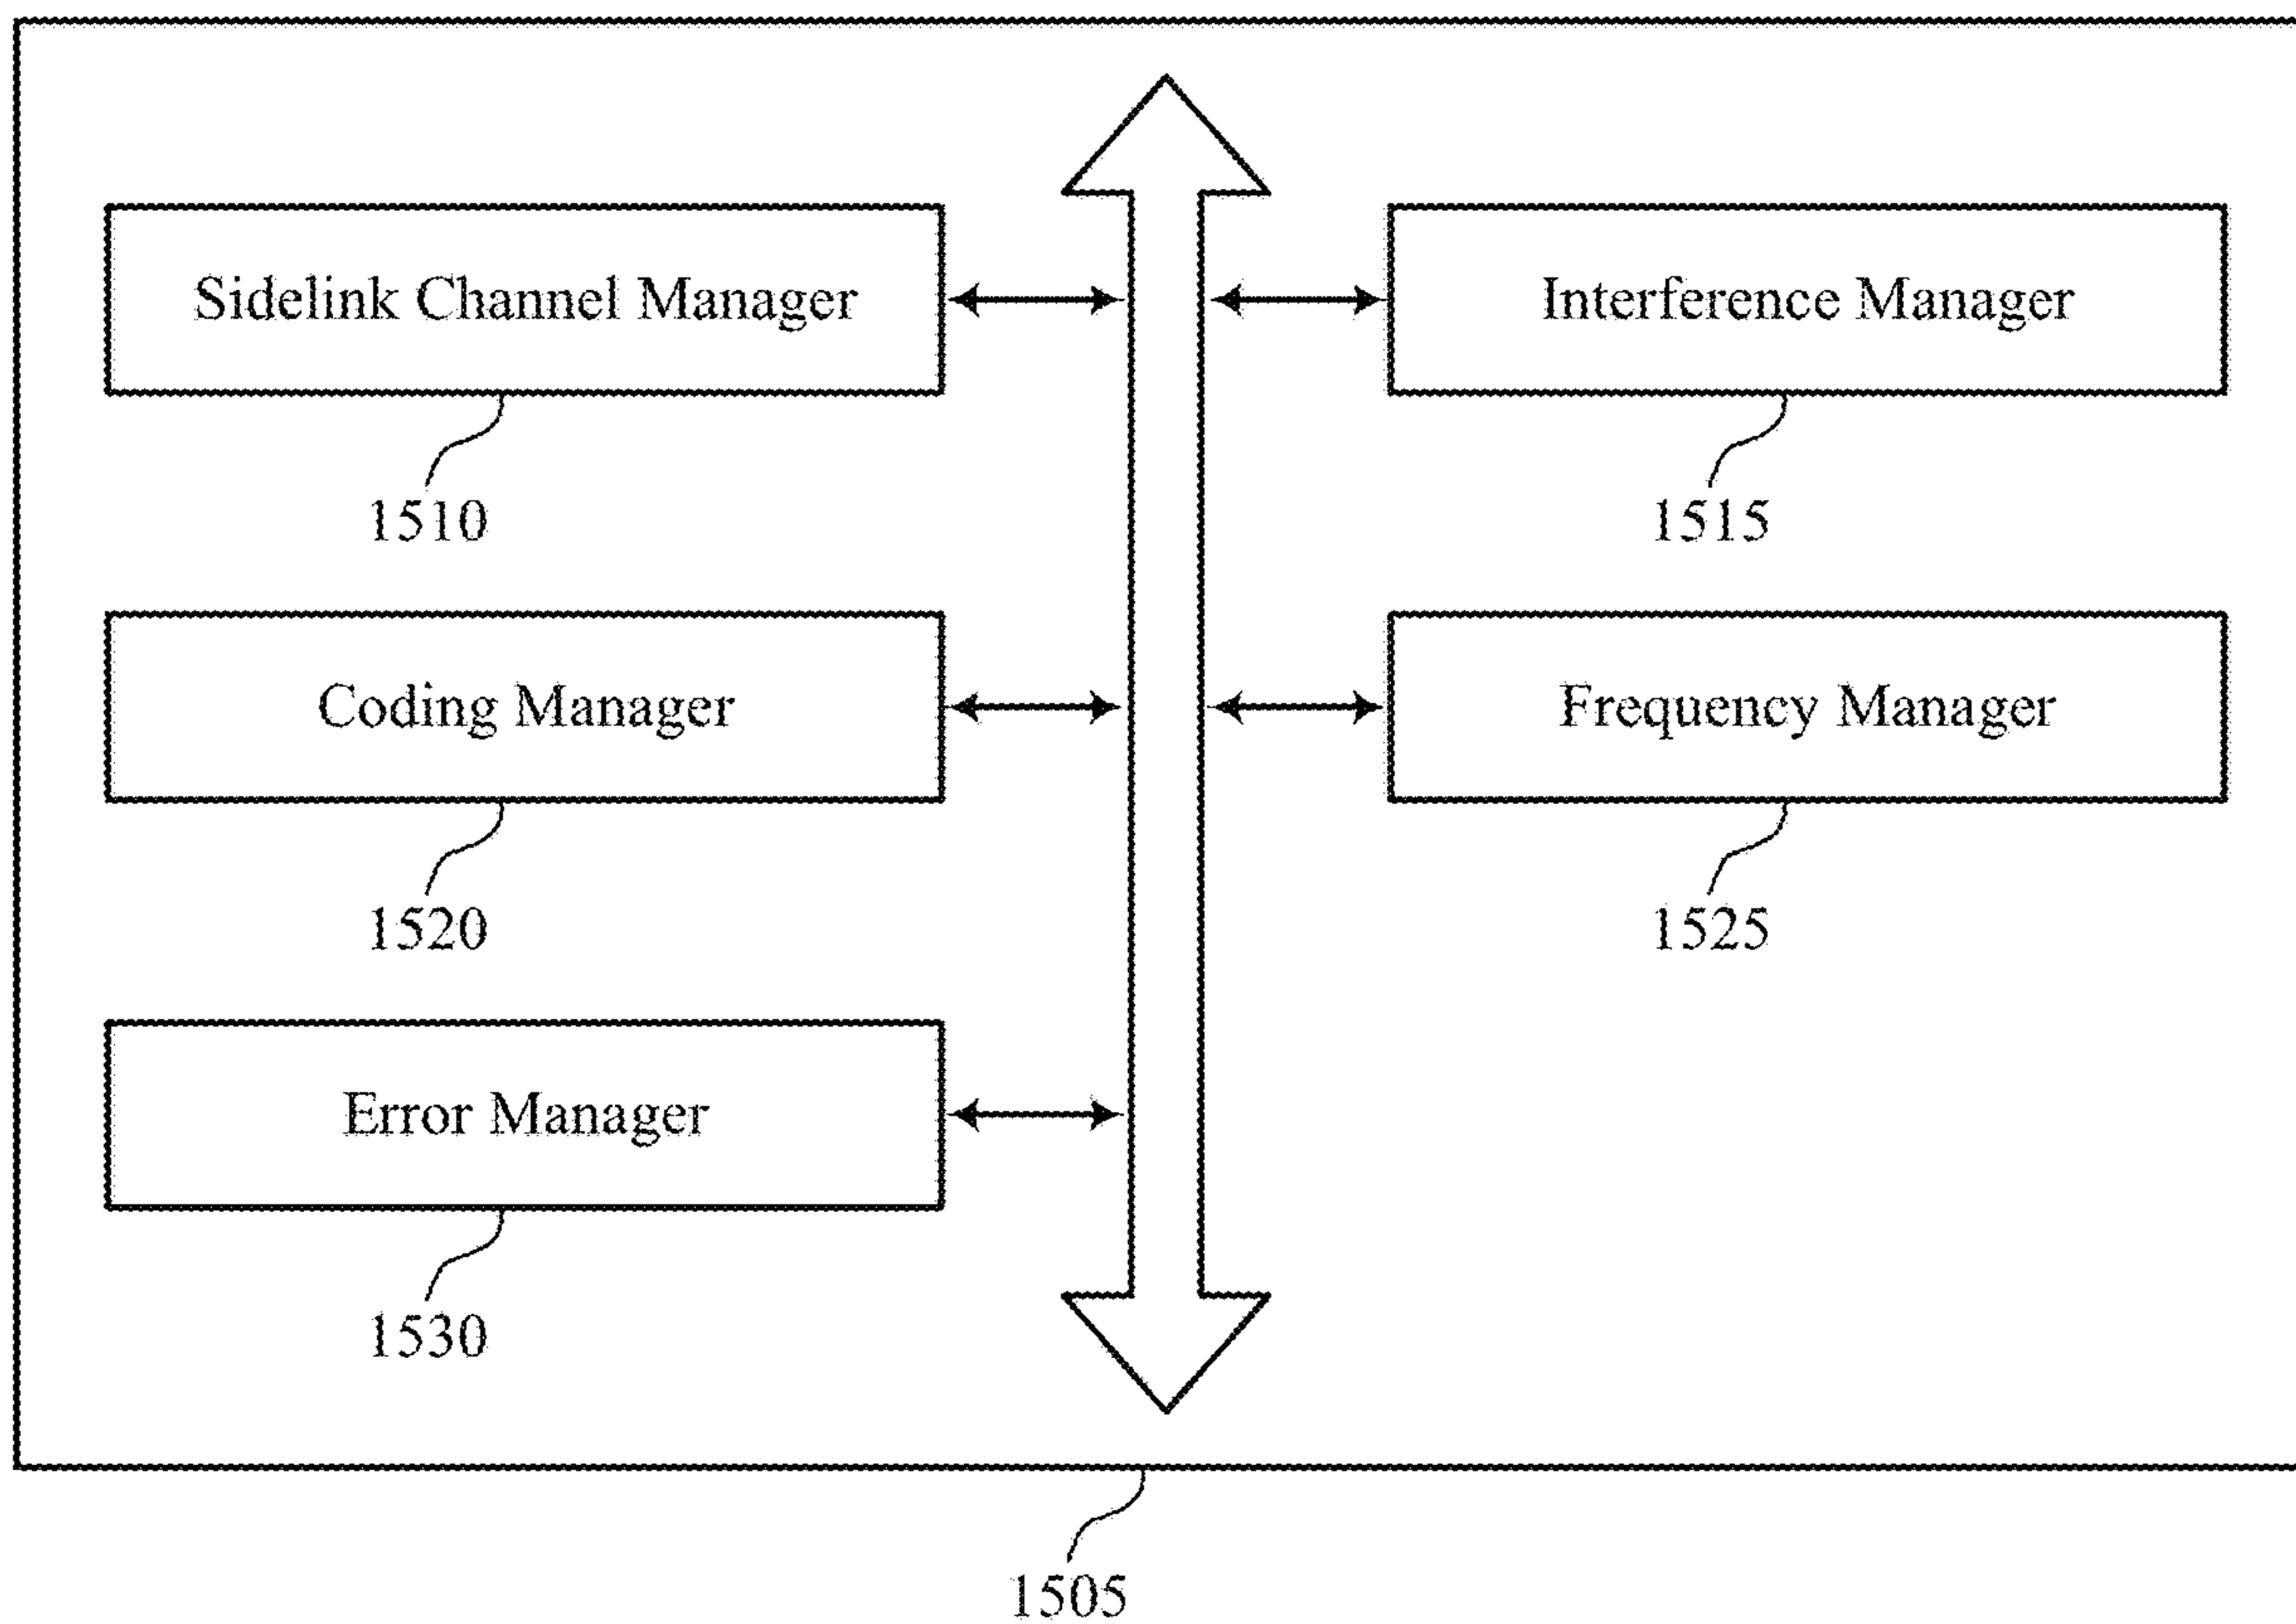 Sidelink Channel Manager
Interference Manager
1510
1515
Coding Manager
Frequency Manager
1520
1525
Error Manager
1530
1505